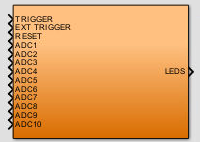 TRIGGER
EXT TRIGGER
RESET
ADC1
ADC2
ADC3
ADC4
LEDS
ADC5
ADC6
ADC7
ADC8
ADC9
ADC10